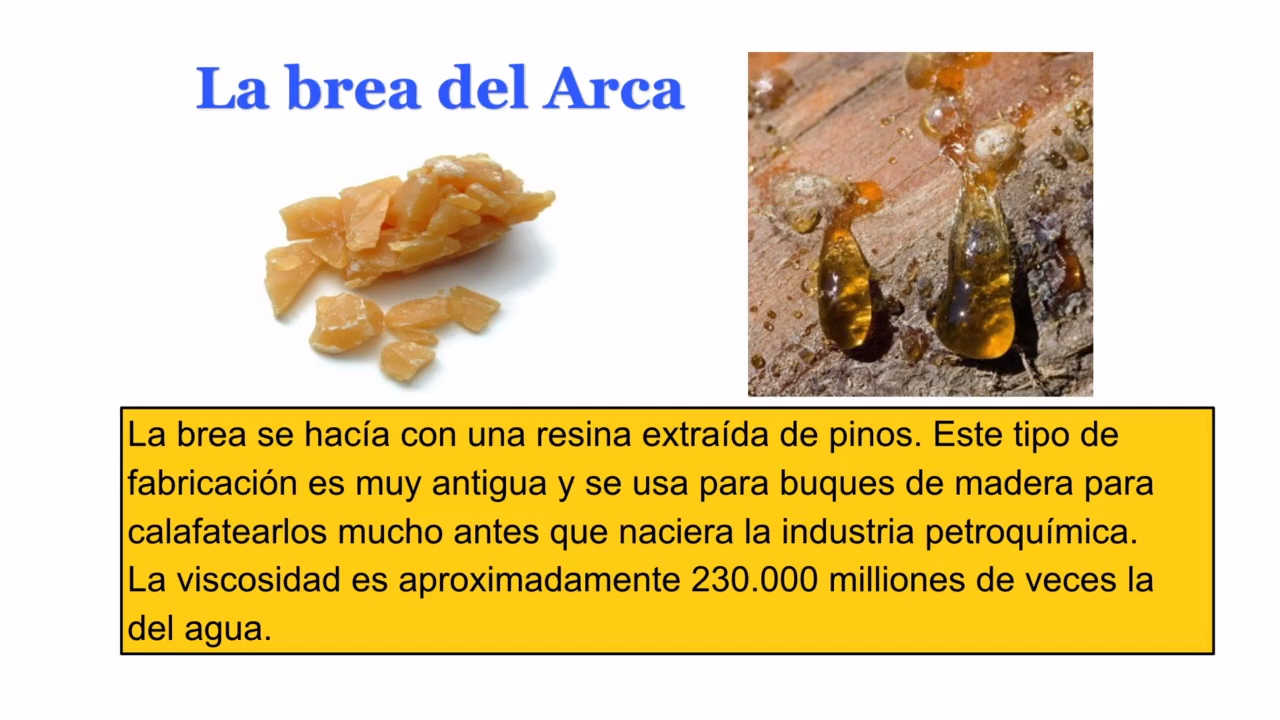 La brea del Arca
La brea se hacía con una resina extraída de pinos. Este tipo de
fabricación es muy antigua y se usa para buques de madera para
calafatearlos mucho antes que naciera la industria petroquímica.
La viscosidad es aproximadamente 230.000 milliones de veces la
del agua.